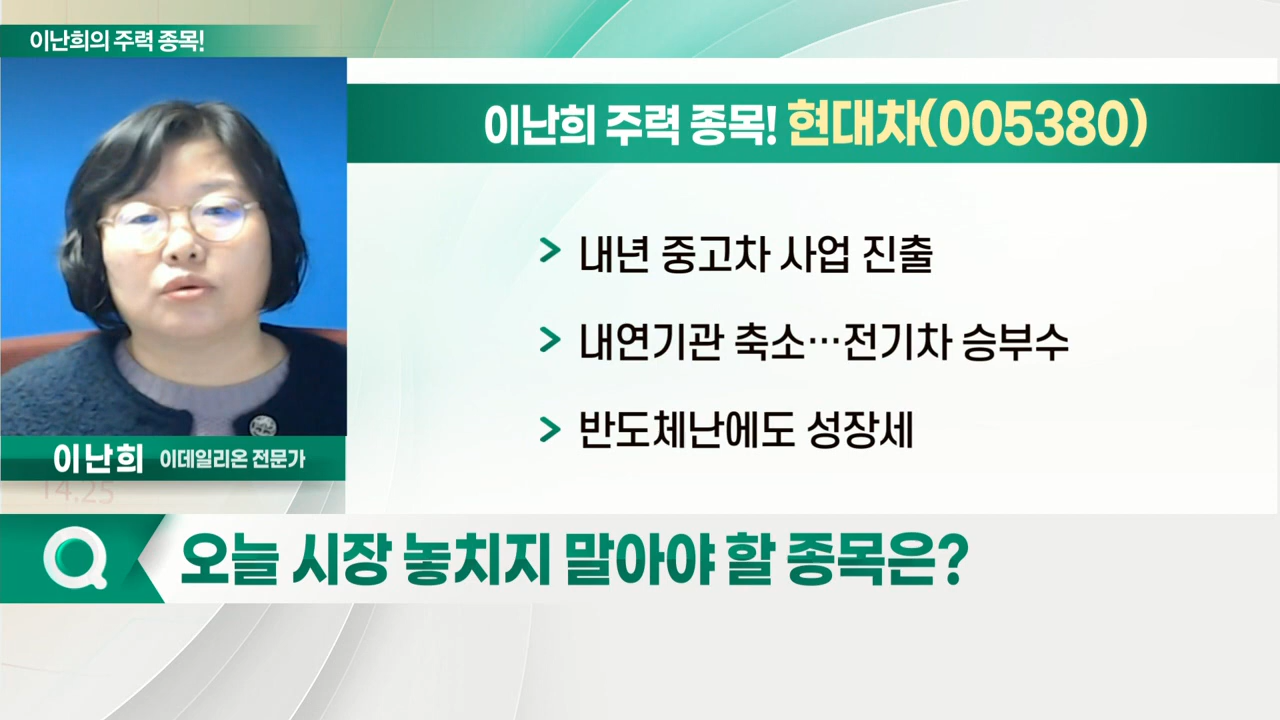 이난희의 주력 종목!
이난희 주력 종목! 현대차(005380)
> 내년 중고차 사업 진출
> 내연기관 축소…전기차 승부수
> 반도체난에도 성장세
이난희 이데일리온 전문가
14.25
Q 오늘 시장 놓치지 말아야 할 종목은?